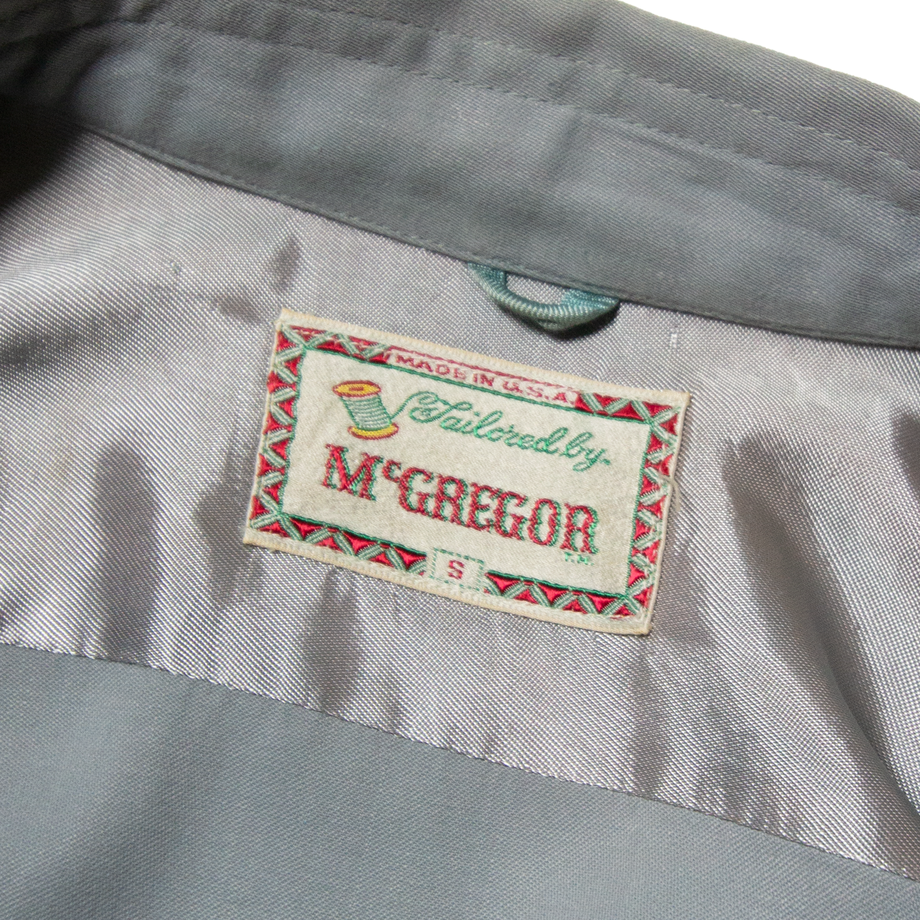 MADE IN U.S.A.
Tailored by
McGREGOR
T.M.
S